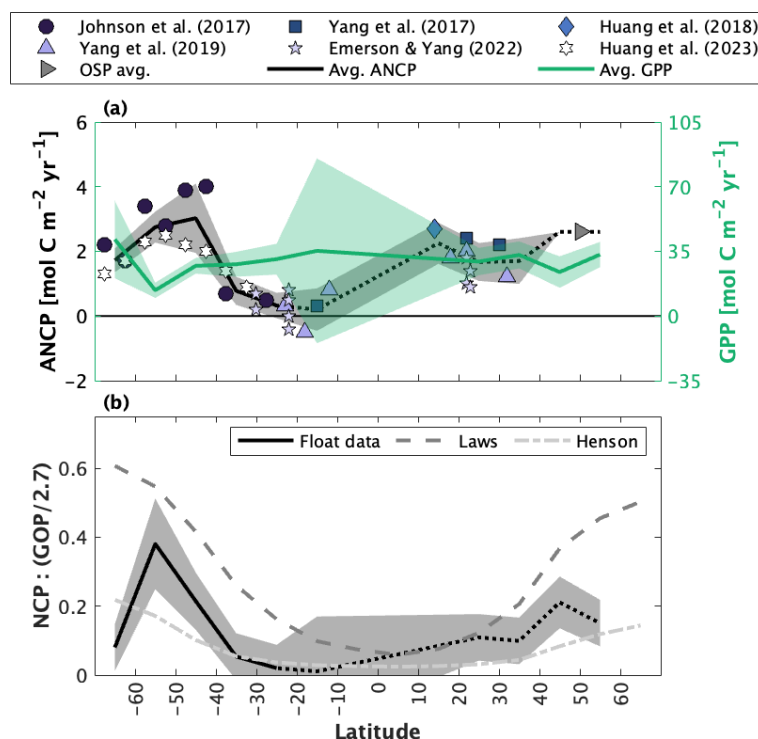 Johnson et al. (2017) Yang et al. (2017) Huang et al. (2018)
Yang et al. (2019) Emerson & Yang (2022) Huang et al. (2023)
OSP avg. Avg. ANCP Avg. GPP
(a)
6 105
4 70
2 35
0 0
-2 -35
ANCP [mol C m⁻² yr⁻¹]
GPP [mol C m⁻² yr⁻¹]
(b)
Float data Laws Henson
0.6
0.4
0.2
0
NCP : (GOP/2.7)
-60 -50 -40 -30 -20 -10 0 10 20 30 40 50 60
Latitude